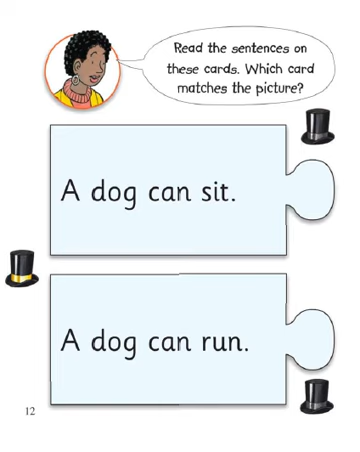 Read the sentences on
these cards. Which card
matches the picture?
A dog can sit.
A dog can run.
12